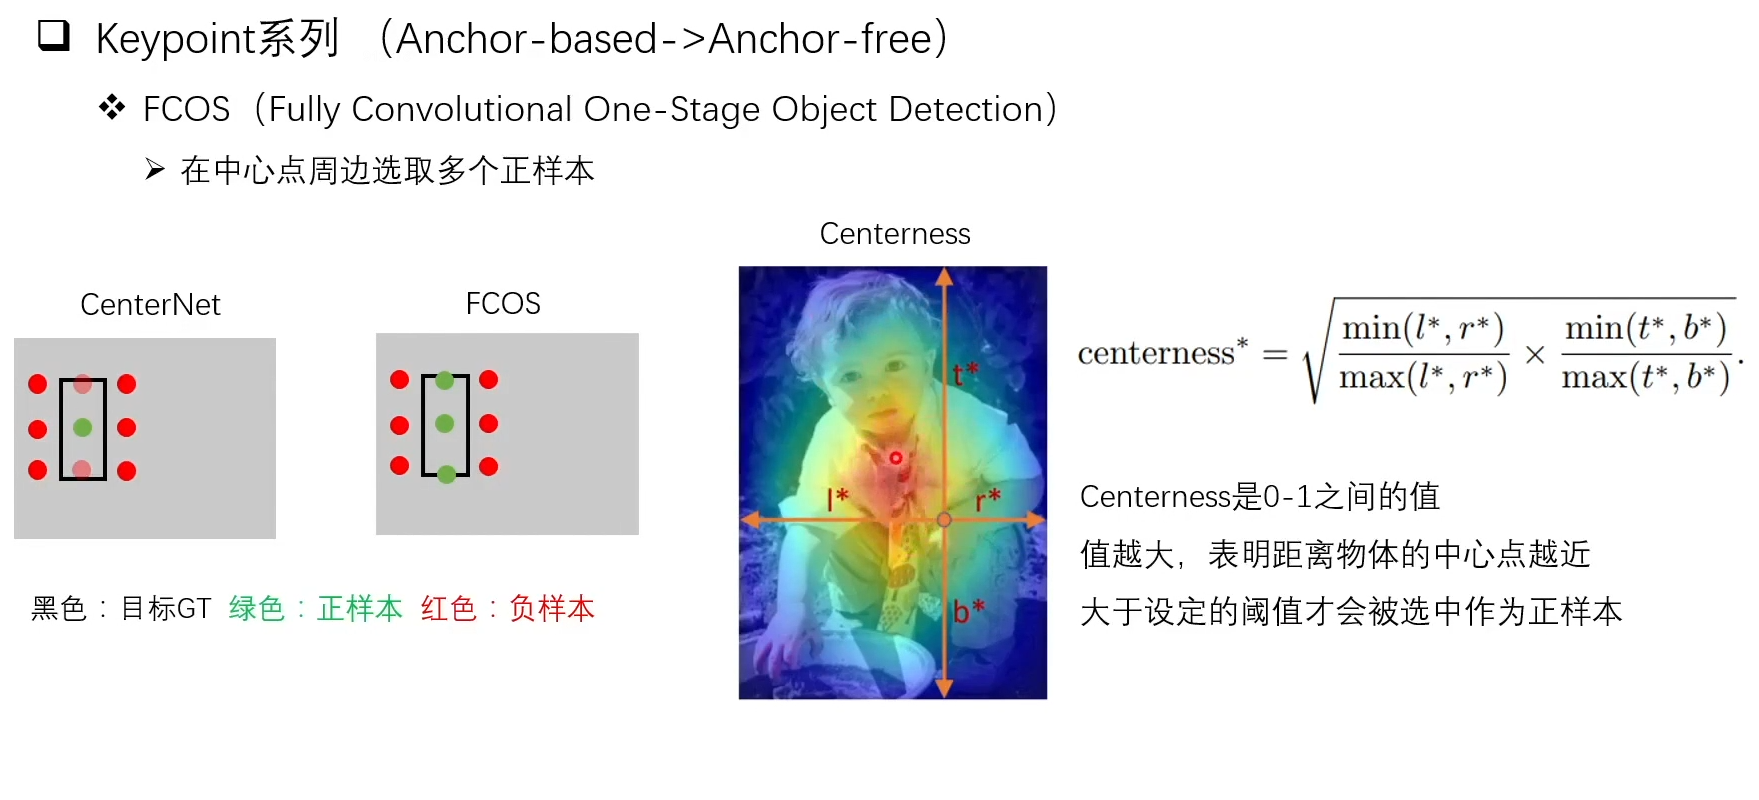 Keypoint系列 （Anchor-based->Anchor-free）
FCOS（Fully Convolutional One-Stage Object Detection）
在中心点周边选取多个正样本
CenterNet
FCOS
黑色：目标GT 绿色：正样本 红色：负样本
Centerness
t*
l*
r*
b*
centerness* = √(min(l*, r*)/max(l*, r*) × min(t*, b*)/max(t*, b*)).
Centerness是0-1之间的值
值越大，表明距离物体的中心点越近
大于设定的阈值才会被选中作为正样本